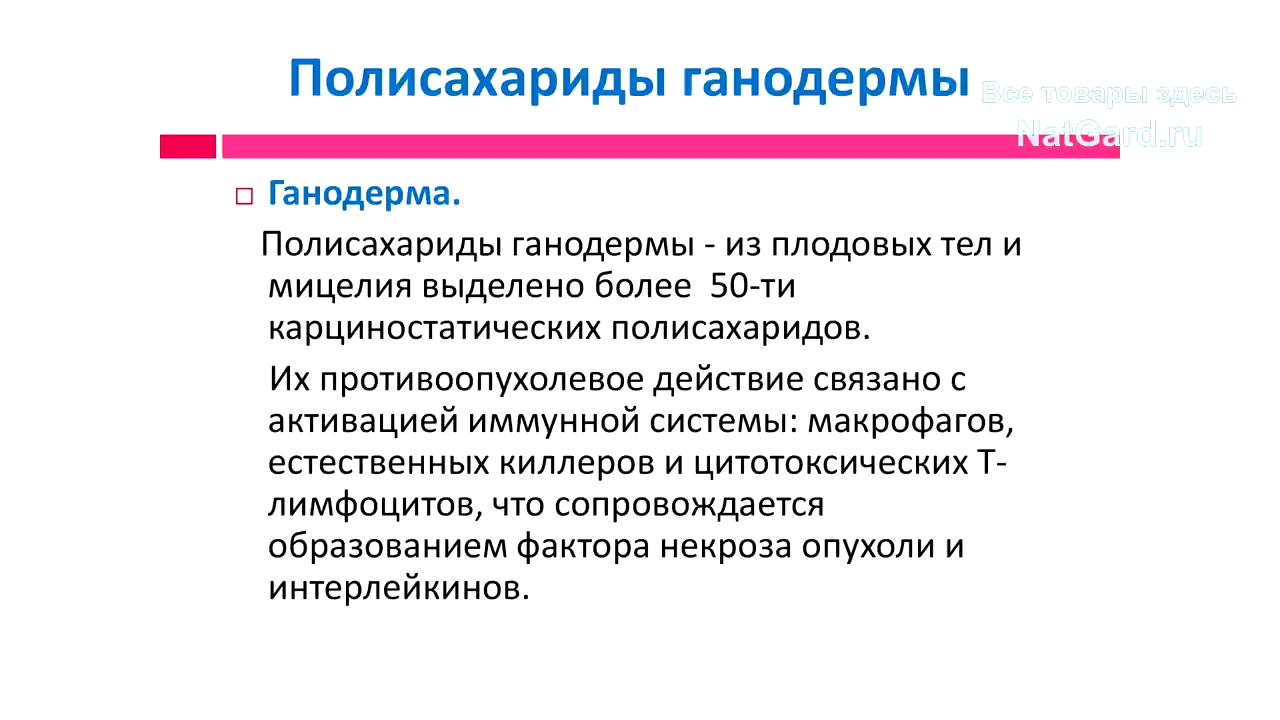 Полисахариды ганодермы
Все товары здесь
NatGard.ru
Ганодерма.
Полисахариды ганодермы - из плодовых тел и
мицелия выделено более 50-ти
карциностатических полисахаридов.
Их противоопухолевое действие связано с
активацией иммунной системы: макрофагов,
естественных киллеров и цитотоксических Т-
лимфоцитов, что сопровождается
образованием фактора некроза опухоли и
интерлейкинов.